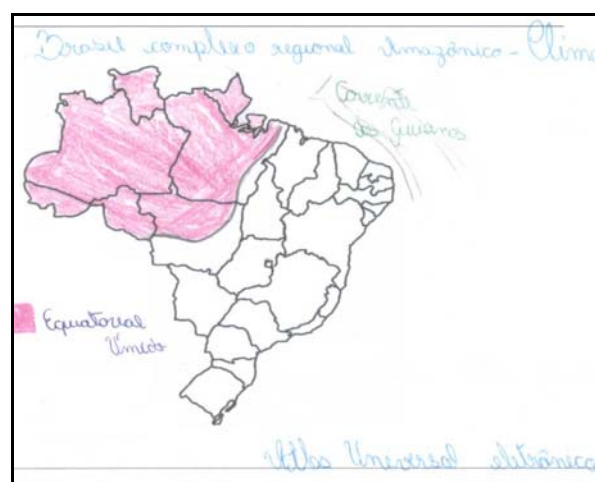 Brasil complexo regional Amazônico - Clima
Corrente
das Guianas
Equatorial
Úmido
Atlas Universal eletrônico